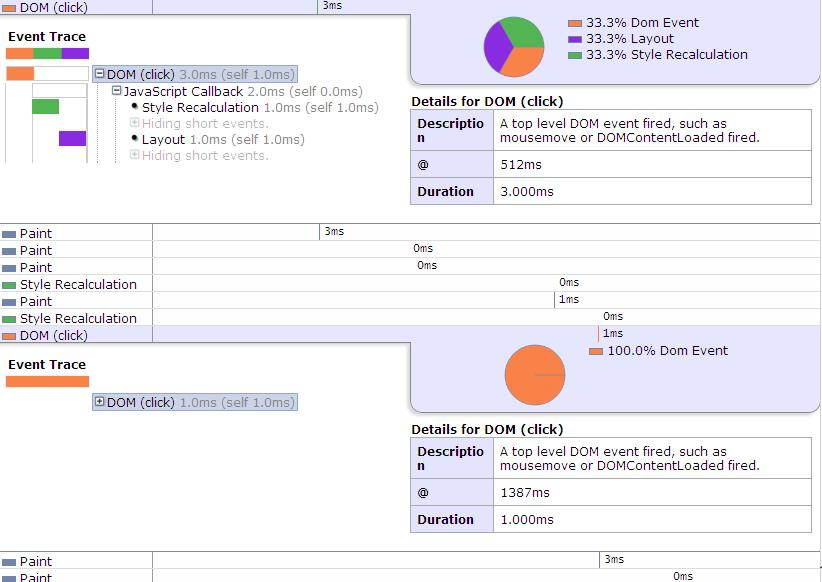 DOM (click) 3ms
Event Trace
33.3% Dom Event
33.3% Layout
33.3% Style Recalculation
DOM (click) 3.0ms (self 1.0ms)
JavaScript Callback 2.0ms (self 0.0ms)
Style Recalculation 1.0ms (self 1.0ms)
Hiding short events.
Layout 1.0ms (self 1.0ms)
Hiding short events.
Details for DOM (click)
Descriptio
n
A top level DOM event fired, such as
mousemove or DOMContentLoaded fired.
@ 512ms
Duration 3.000ms
Paint 3ms
Paint 0ms
Paint 0ms
Style Recalculation 0ms
Paint 1ms
Style Recalculation 0ms
DOM (click) 1ms
Event Trace
100.0% Dom Event
DOM (click) 1.0ms (self 1.0ms)
Details for DOM (click)
Descriptio
n
A top level DOM event fired, such as
mousemove or DOMContentLoaded fired.
@ 1387ms
Duration 1.000ms
Paint 3ms
Paint 0ms